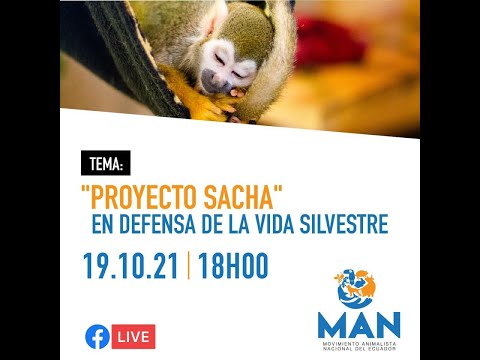 TEMA:
"PROYECTO SACHA"
EN DEFENSA DE LA VIDA SILVESTRE
19.10.21 | 18H00
LIVE
MAN
MOVIMIENTO ANIMALISTA
NACIONAL DEL ECUADOR